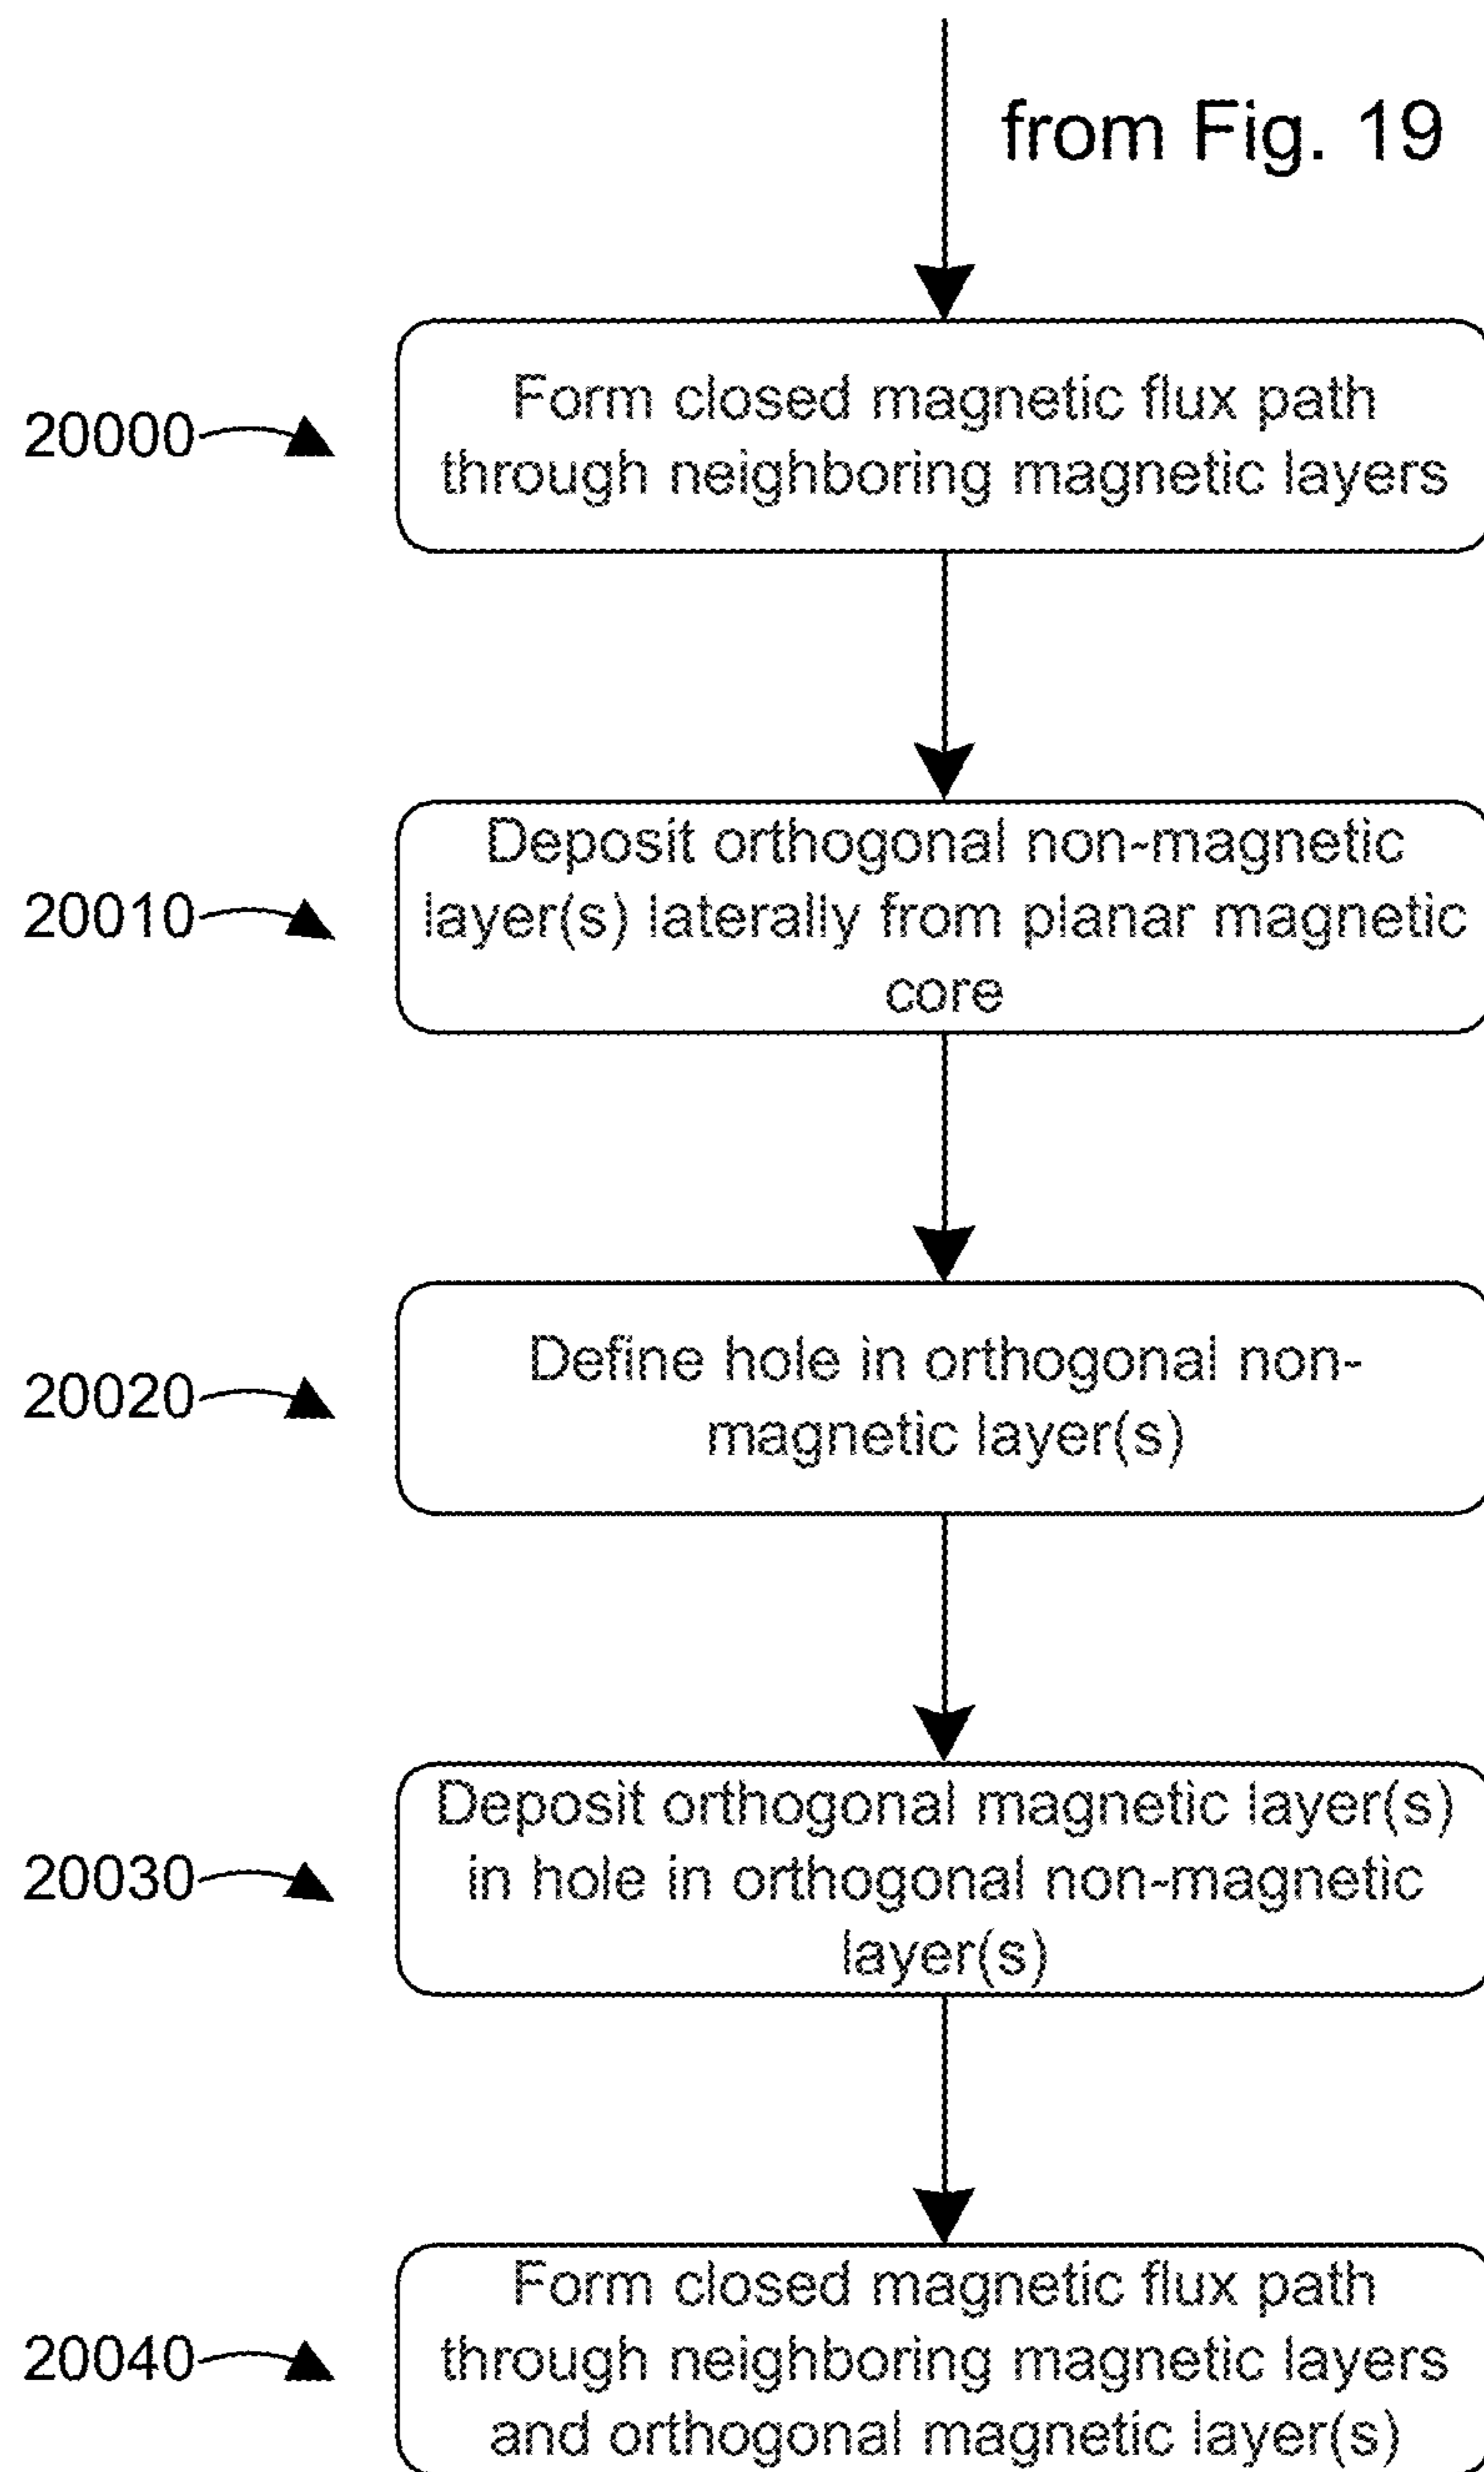 from Fig. 19
20000
Form closed magnetic flux path
through neighboring magnetic layers
20010
Deposit orthogonal non-magnetic
layer(s) laterally from planar magnetic
core
20020
Define hole in orthogonal non-
magnetic layer(s)
20030
Deposit orthogonal magnetic layer(s)
in hole in orthogonal non-magnetic
layer(s)
20040
Form closed magnetic flux path
through neighboring magnetic layers
and orthogonal magnetic layer(s)